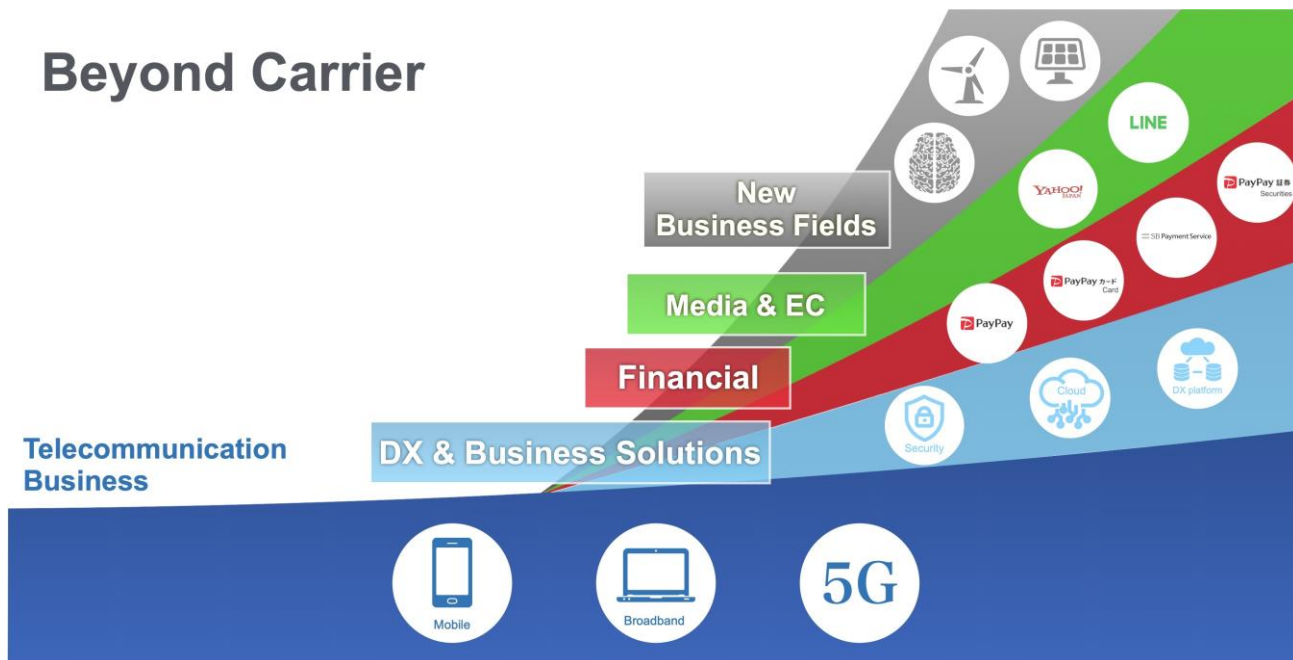 Beyond Carrier
New
Business Fields
Media & EC
Financial
DX & Business Solutions
Telecommunication
Business
LINE
YAHOO!
JAPAN
PayPay 証券
Securities
SB Payment Service
PayPay カード
Card
PayPay
DX platform
Cloud
Security
Mobile
Broadband
5G